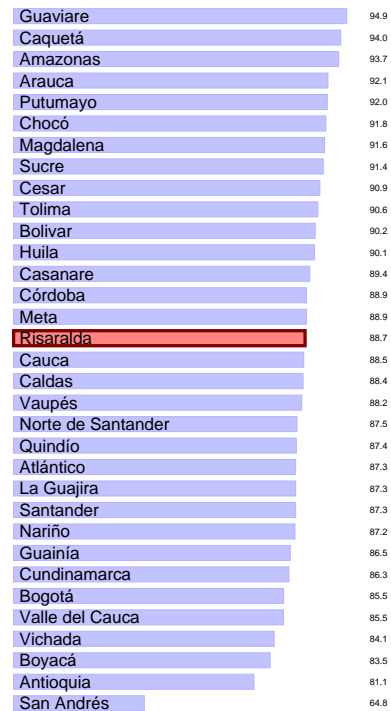 Guaviare 94.9
Caquetá 94.0
Amazonas 93.7
Arauca 92.1
Putumayo 92.0
Chocó 91.8
Magdalena 91.6
Sucre 91.4
Cesar 90.9
Tolima 90.6
Bolivar 90.2
Huila 90.1
Casanare 89.4
Córdoba 88.9
Meta 88.9
Risaralda 88.7
Cauca 88.5
Caldas 88.4
Vaupés 88.2
Norte de Santander 87.5
Quindío 87.4
Atlántico 87.3
La Guajira 87.3
Santander 87.3
Nariño 87.2
Guainía 86.5
Cundinamarca 86.3
Bogotá 85.5
Valle del Cauca 85.5
Vichada 84.1
Boyacá 83.5
Antioquia 81.1
San Andrés 64.8